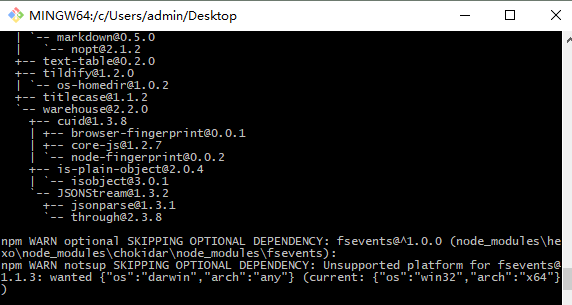 MINGW64:/c/Users/admin/Desktop
|   `-- markdown@0.5.0
|     `-- nopt@2.1.2
+-- text-table@0.2.0
+-- tildify@1.2.0
| `-- os-homedir@1.0.2
+-- titlecase@1.1.2
`-- warehouse@2.2.0
+-- cuid@1.3.8
| +-- browser-fingerprint@0.0.1
| +-- core-js@1.2.7
| `-- node-fingerprint@0.0.2
+-- is-plain-object@2.0.4
| `-- isobject@3.0.1
`-- JSONStream@1.3.2
+-- jsonparse@1.3.1
`-- through@2.3.8
npm WARN optional SKIPPING OPTIONAL DEPENDENCY: fsevents@^1.0.0 (node_modules\he
xo\node_modules\chokidar\node_modules\fsevents):
npm WARN notsup SKIPPING OPTIONAL DEPENDENCY: Unsupported platform for fsevents@
1.1.3: wanted {"os":"darwin","arch":"any"} (current: {"os":"win32","arch":"x64"}
)